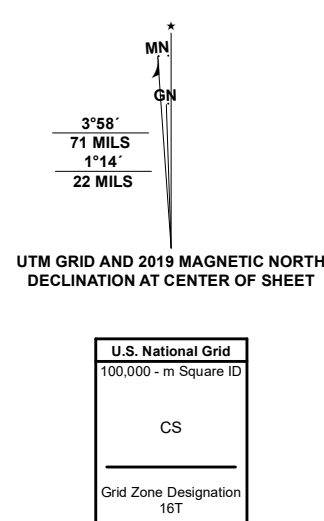 MN
GN
3°58´
71 MILS
1°14´
22 MILS
UTM GRID AND 2019 MAGNETIC NORTH
DECLINATION AT CENTER OF SHEET
U.S. National Grid
100,000 - m Square ID
CS
Grid Zone Designation
16T